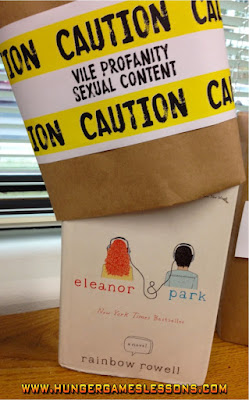 CAUTION
VILE PROFANITY
SEXUAL CONTENT
CAUTION CAUTION
eleanor & park
New York Times Bestseller
a novel
rainbow rowell
WWW.HUNGERGAMESLESSONS.COM